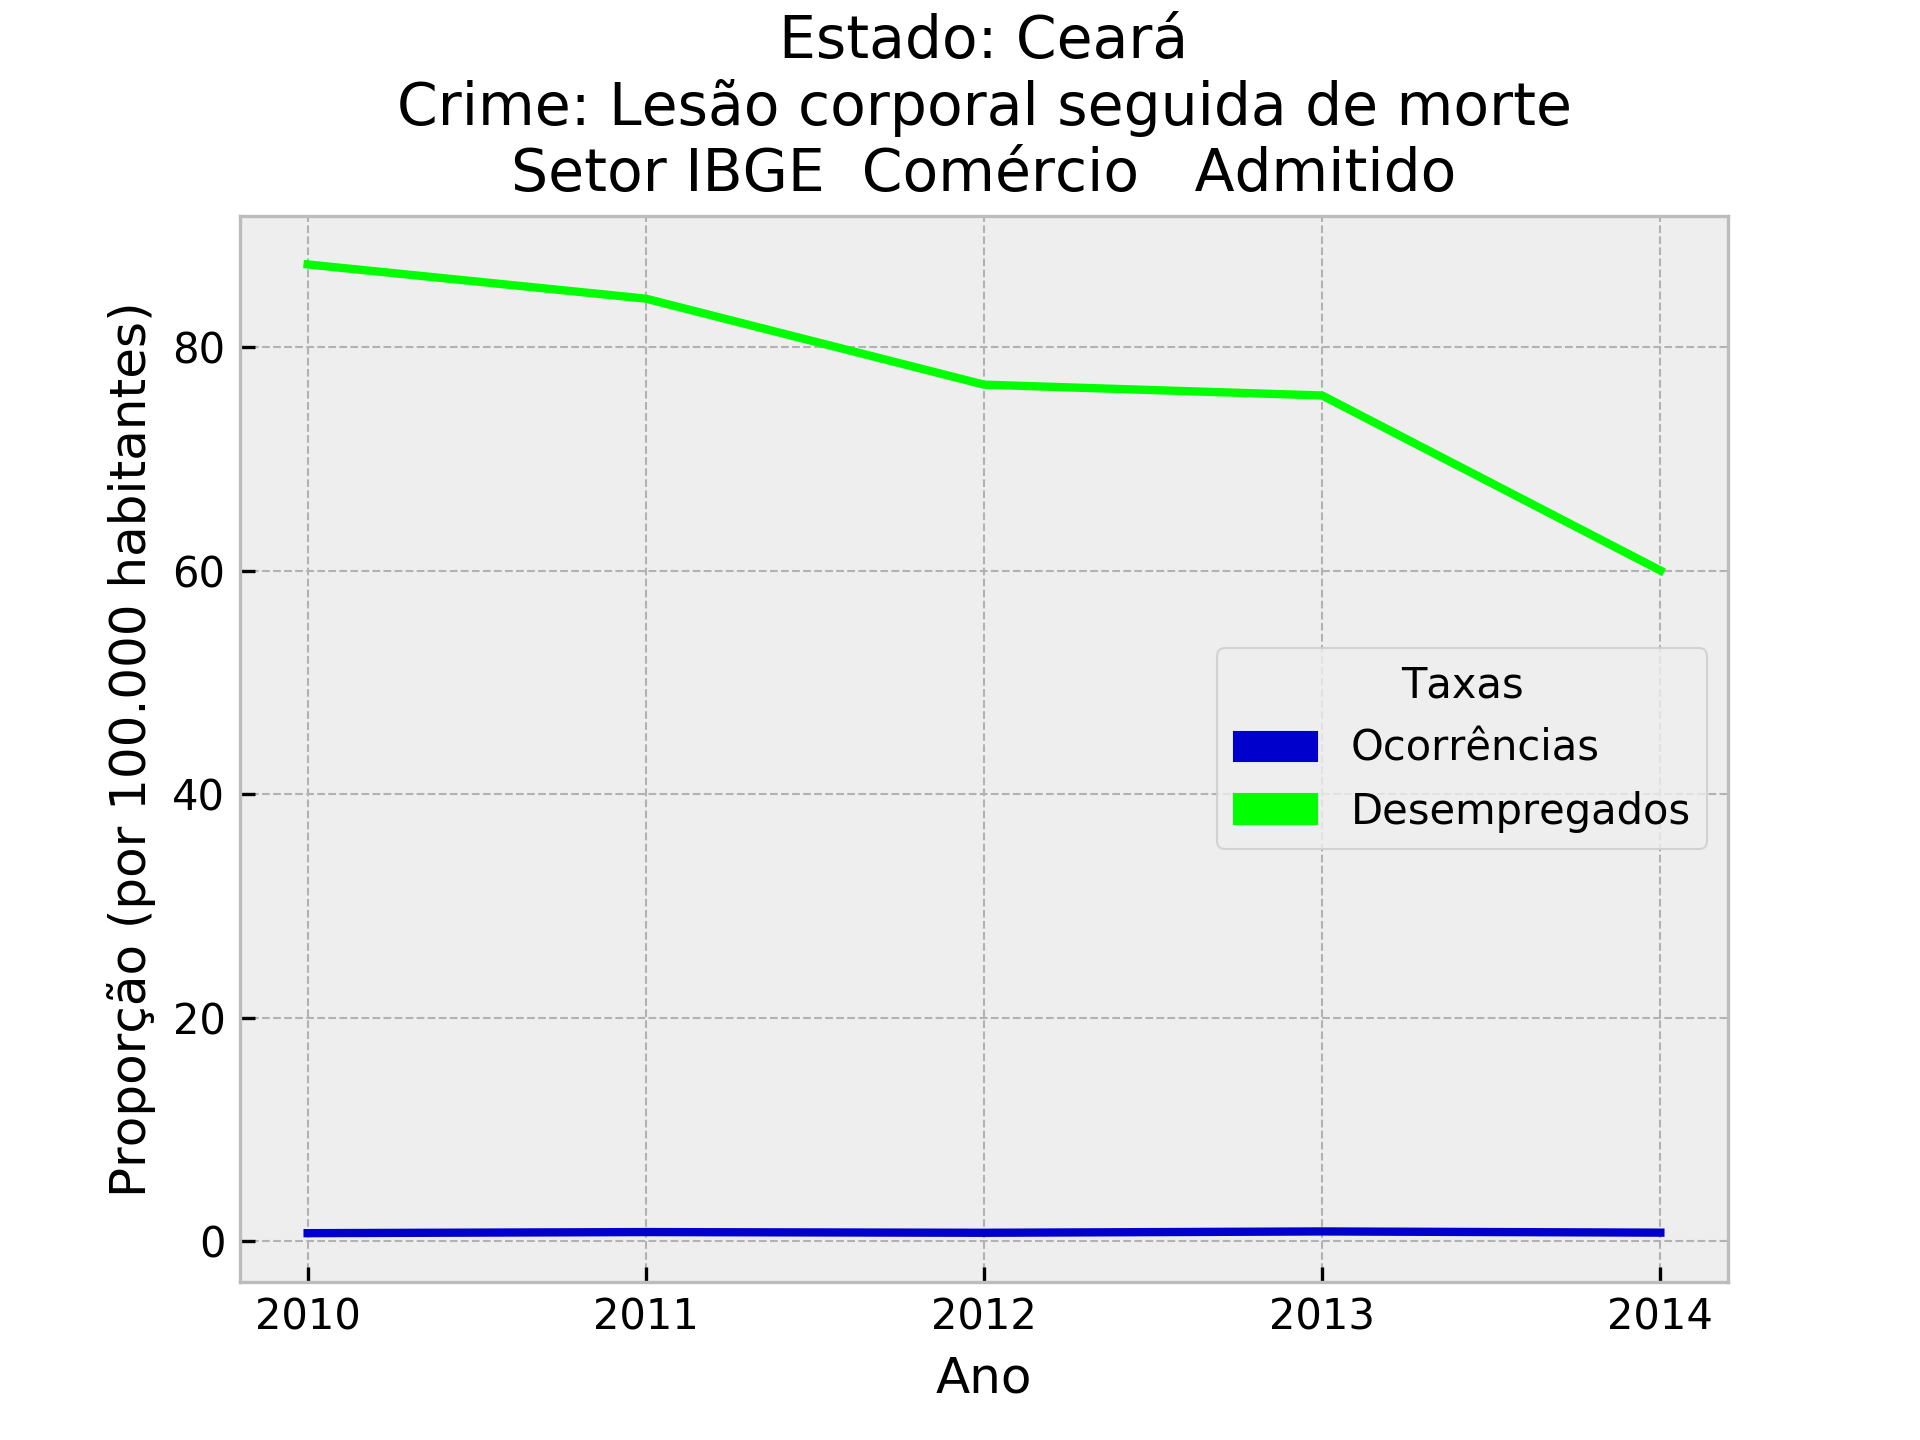 Estado: Ceará
Crime: Lesão corporal seguida de morte
Setor IBGE  Comércio   Admitido
Proporção (por 100.000 habitantes)
80
60
40
20
0
Taxas
Ocorrências
Desempregados
2010 2011 2012 2013 2014
Ano